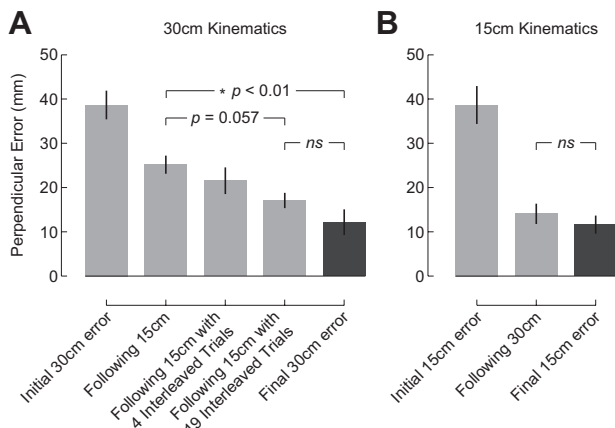 A
30cm Kinematics
B
15cm Kinematics
Perpendicular Error (mm)
50
40
30
20
10
0
* p < 0.01
p = 0.057
ns
Initial 30cm error
Following 15cm
Following 15cm with
4 Interleaved Trials
Following 15cm with
19 Interleaved Trials
Final 30cm error
50
40
30
20
10
0
ns
Initial 15cm error
Following 30cm
Final 15cm error